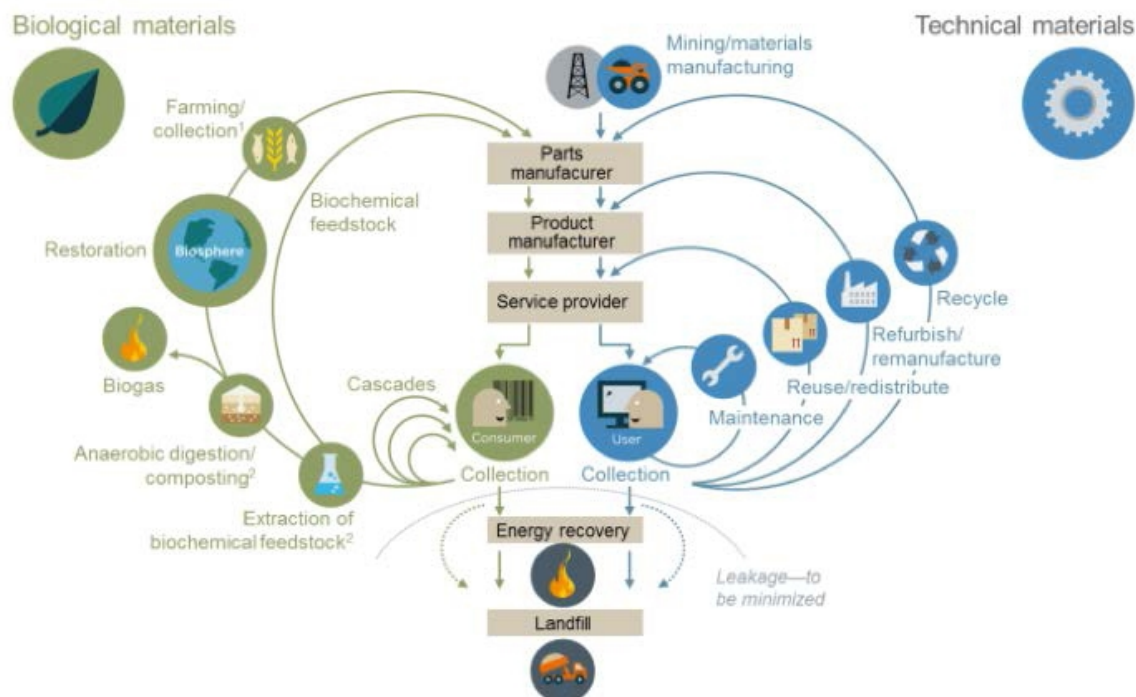 Biological materials
Technical materials
Mining/materials
manufacturing
Farming/
collection¹
Parts
manufacurer
Biochemical
feedstock
Product
manufacturer
Restoration
Biosphere
Service provider
Recycle
Refurbish/
remanufacture
Biogas
Cascades
Reuse/redistribute
Maintenance
Consumer
User
Anaerobic digestion/
composting²
Collection
Collection
Extraction of
biochemical feedstock²
Energy recovery
Leakage—to
be minimized
Landfill